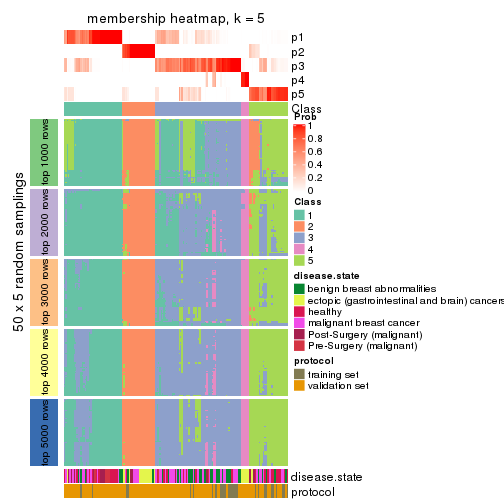 membership heatmap, k = 5
p1
p2
p3
p4
p5
Class
50 x 5 random samplings
top 1000 rows
top 2000 rows
top 3000 rows
top 4000 rows
top 5000 rows
disease.state
protocol
Prob
1
0.8
0.6
0.4
0.2
0
Class
1
2
3
4
5
disease.state
benign breast abnormalities
ectopic (gastrointestinal and brain) cancers
healthy
malignant breast cancer
Post-Surgery (malignant)
Pre-Surgery (malignant)
protocol
training set
validation set